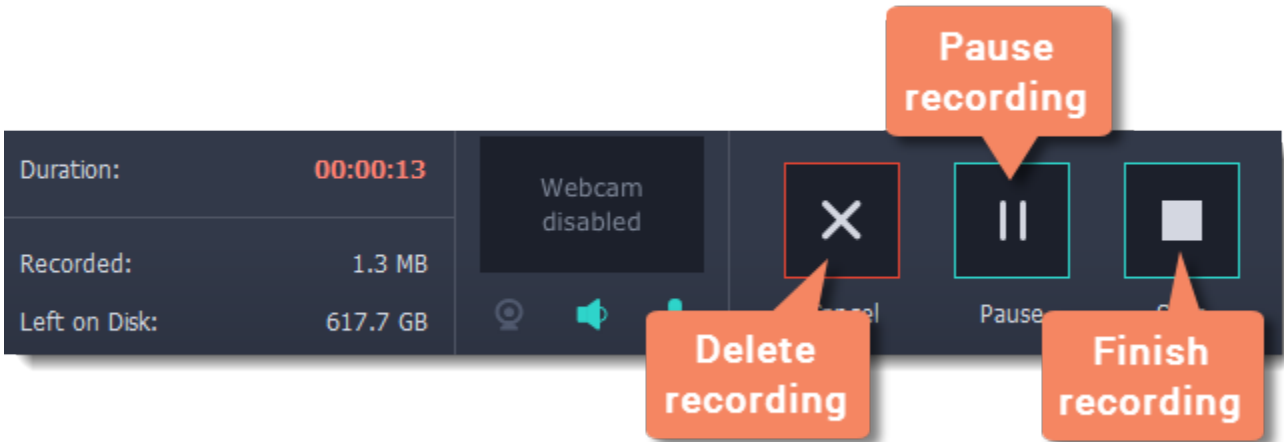 Pause
recording
Duration: 00:00:13
Webcam
disabled
Recorded: 1.3 MB
Left on Disk: 617.7 GB
Pause
Delete
recording
Finish
recording